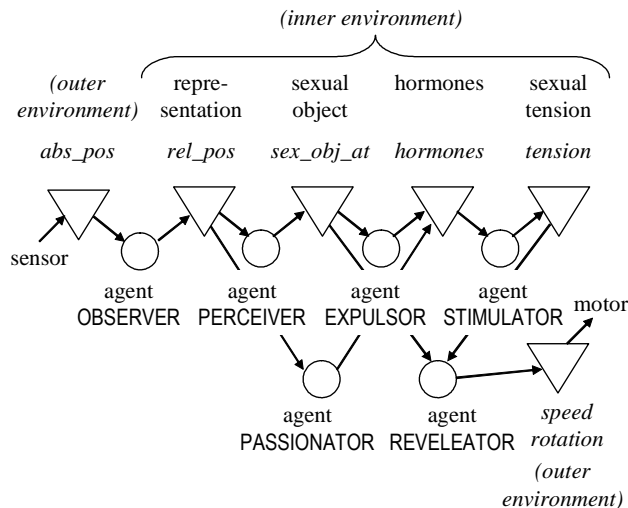 (inner environment)
(outer environment)
repre-
sentation
sexual
object
hormones
sexual
tension
abs_pos
rel_pos
sex_obj_at
hormones
tension
sensor
agent
OBSERVER
agent
PERCEIVER
agent
EXPULSOR
agent
STIMULATOR
motor
agent
PASSIONATOR
agent
REVELEATOR
speed
rotation
(outer
environment)